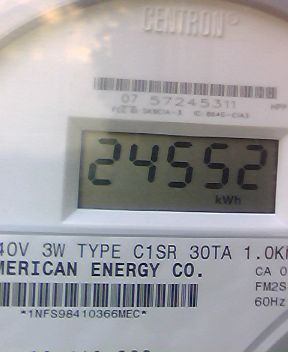 CENTRON®
07 57245311
24552
kWh
40V 3W TYPE C1SR 30TA 1.0K
MERICAN ENERGY CO.
CA 0
FM2S
60Hz
*1NFS98410366MEC*